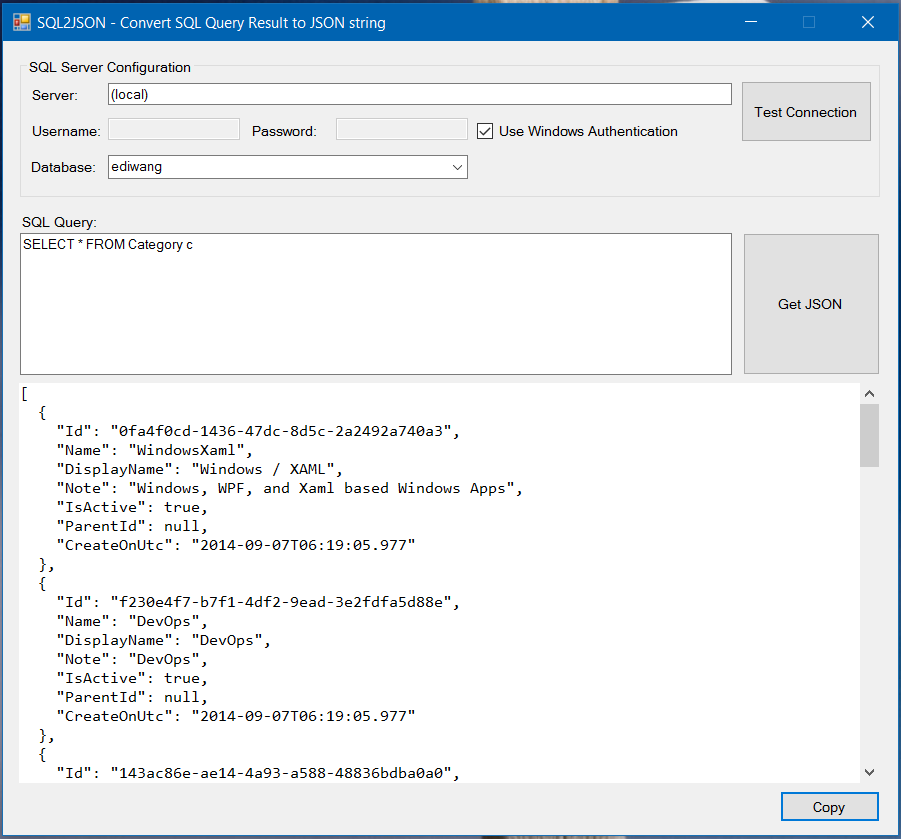 SQL2JSON - Convert SQL Query Result to JSON string
SQL Server Configuration
Server: (local)
Test Connection
Username: Password: Use Windows Authentication
Database: ediwang
SQL Query:
SELECT * FROM Category c
Get JSON
[
{
"Id": "0fa4f0cd-1436-47dc-8d5c-2a2492a740a3",
"Name": "WindowsXaml",
"DisplayName": "Windows / XAML",
"Note": "Windows, WPF, and Xaml based Windows Apps",
"IsActive": true,
"ParentId": null,
"CreateOnUtc": "2014-09-07T06:19:05.977"
},
{
"Id": "f230e4f7-b7f1-4df2-9ead-3e2fdfa5d88e",
"Name": "DevOps",
"DisplayName": "DevOps",
"Note": "DevOps",
"IsActive": true,
"ParentId": null,
"CreateOnUtc": "2014-09-07T06:19:05.977"
},
{
"Id": "143ac86e-ae14-4a93-a588-48836bdba0a0",
Copy